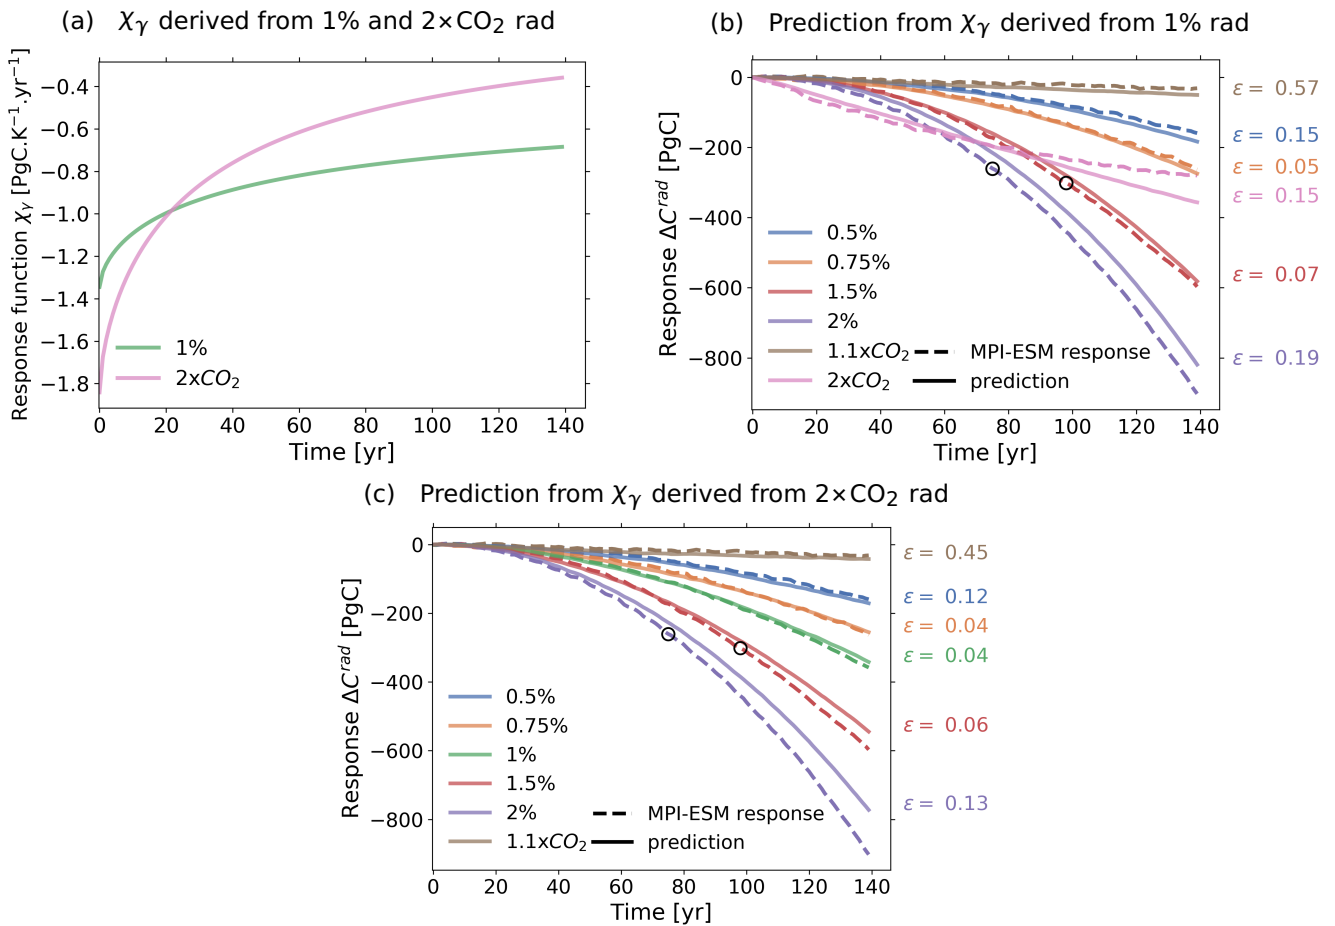 (a) χγ derived from 1% and 2×CO2 rad
Response function χγ [PgC.K−1.yr−1]
−0.4
−0.6
−0.8
−1.0
−1.2
−1.4
−1.6
−1.8
1%
2xCO2
0 20 40 60 80 100 120 140
Time [yr]
(b) Prediction from χγ derived from 1% rad
Response ΔCrad [PgC]
0
−200
−400
−600
−800
0.5%
0.75%
1.5%
2%
1.1xCO2
2xCO2
MPI-ESM response
prediction
ε = 0.57
ε = 0.15
ε = 0.05
ε = 0.15
ε = 0.07
ε = 0.19
0 20 40 60 80 100 120 140
Time [yr]
(c) Prediction from χγ derived from 2×CO2 rad
Response ΔCrad [PgC]
0
−200
−400
−600
−800
0.5%
0.75%
1%
1.5%
2%
1.1xCO2
MPI-ESM response
prediction
ε = 0.45
ε = 0.12
ε = 0.04
ε = 0.04
ε = 0.06
ε = 0.13
0 20 40 60 80 100 120 140
Time [yr]